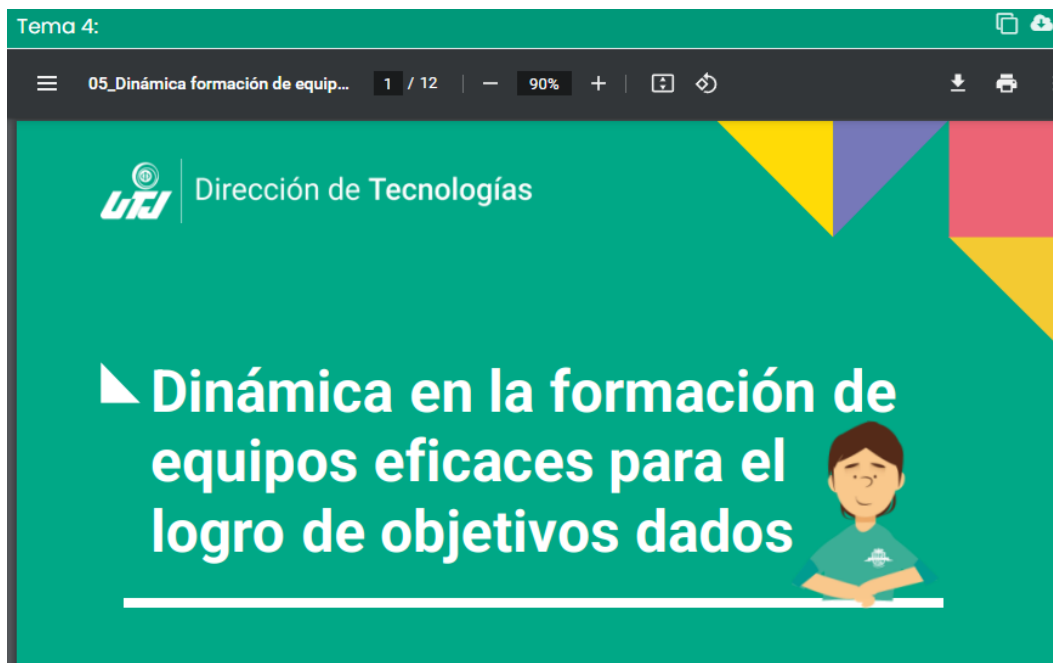 Tema 4:
05_Dinámica formación de equip... 1 / 12 90%
UTJ Dirección de Tecnologías
Dinámica en la formación de
equipos eficaces para el
logro de objetivos dados